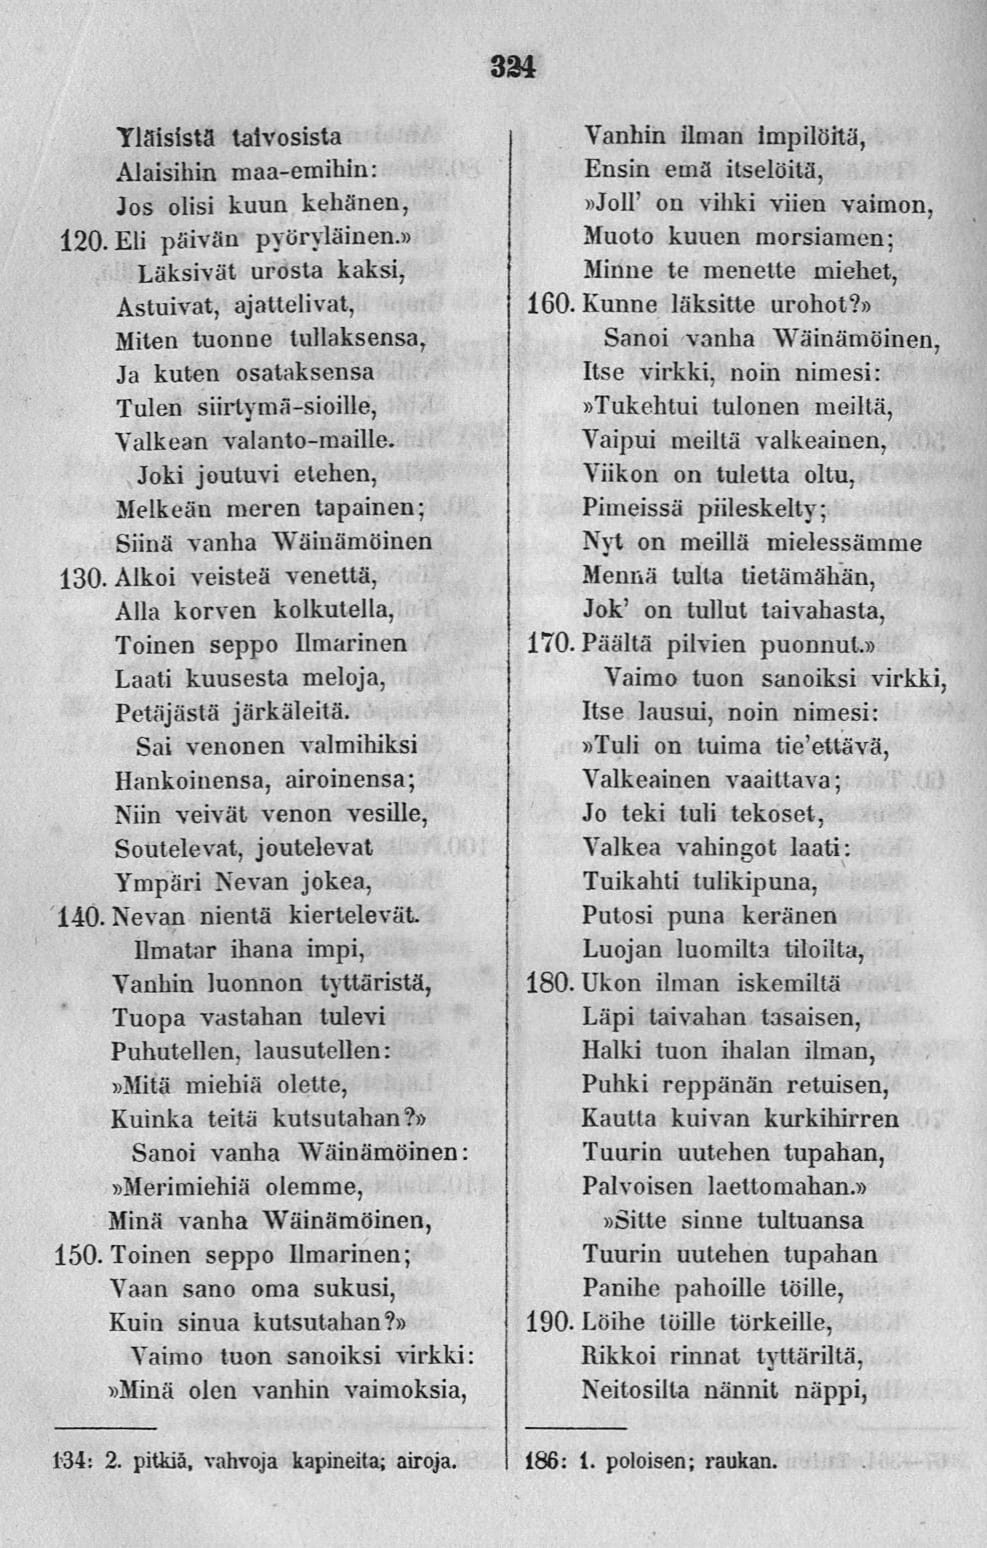 324
Yläisistä taivosista
Alaisihin maa-emihin:
Jos olisi kuun kehänen,
120. Eli päivän pyöryläinen.»
Läksivät urosta kaksi,
Astuivat, ajattelivat,
Miten tuonne tullaksensa,
Ja kuten osataksensa
Tulen siirtymä-sioille,
Valkean valanto-maille.
Joki joutuvi etehen,
Melkeän meren tapainen;
Siinä vanha Wäinämöinen
130. Alkoi veisteä venettä,
Alla korven kolkutella,
Toinen seppo Ilmarinen
Laati kuusesta meloja,
Petäjästä järkäleitä.
Sai venonen valmihiksi
Hankoinensa, airoinensa;
Niin veivät venon vesille,
Soutelevat, joutelevat
Ympäri Nevan jokea,
140. Nevan nientä kiertelevät.
Ilmatar ihana impi,
Vanhin luonnon tyttäristä,
Tuopa vastahan tulevi
Puhutellen, lausutellen:
»Mitä miehiä olette,
Kuinka teitä kutsutahan?»
Sanoi vanha Wäinämöinen:
»Merimiehiä olemme,
Minä vanha Wäinämöinen,
150. Toinen seppo Ilmarinen;
Vaan sano oma sukusi,
Kuin sinua kutsutahan?»
Vaimo tuon sanoiksi virkki:
»Minä olen vanhin vaimoksia,
134: 2. pitkiä, vahvoja kapineita; airoja.
Vanhin ilman impilöitä,
Ensin emä itselöitä,
»Joll' on vihki viien vaimon,
Muoto kuuen morsiamen;
Minne te menette miehet,
160. Kunne läksitte urohot?»
Sanoi vanha Wäinämöinen,
Itse virkki, noin nimesi:
»Tukehtui tulonen meiltä,
Vaipui meiltä valkeainen,
Viikon on tuletta oltu,
Pimeissä piileskelty;
Nyt on meillä mielessämme
Mennä tulta tietämähän,
Jok' on tullut taivahasta,
170. Päältä pilvien puonnut.»
Vaimo tuon sanoiksi virkki,
Itse lausui, noin nimesi:
»Tuli on tuima tie'ettävä,
Valkeainen vaaittava;
Jo teki tuli tekoset,
Valkea vahingot laati:
Tuikahti tulikipuna,
Putosi puna keränen
Luojan luomilta tiloilta,
180. Ukon ilman iskemiltä
Läpi taivahan tasaisen,
Halki tuon ihalan ilman,
Puhki reppänän retuisen,
Kautta kuivan kurkihirren
Tuurin uutehen tupahan,
Palvoisen laettomahan.»
»Sitte sinne tultuansa
Tuurin uutehen tupahan
Panihe pahoille töille,
190. Löihe töille törkeille,
Rikkoi rinnat tyttäriltä,
Neitosilta nännit näppi,
186: 1. poloisen; raukan.